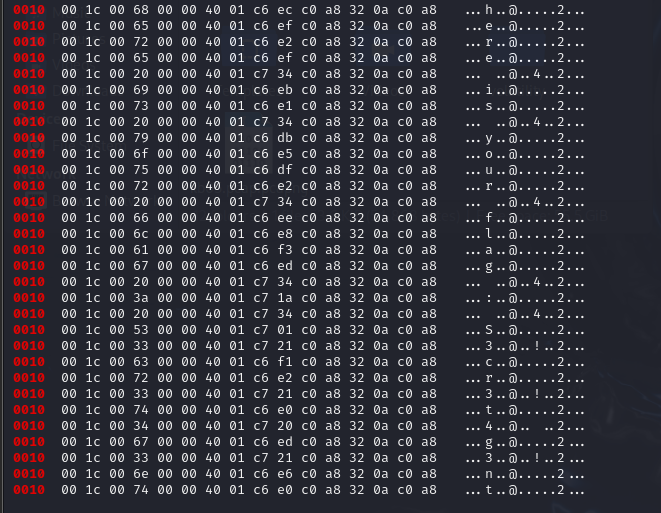 0010 00 1c 00 68 00 00 40 01 c6 ec c0 a8 32 0a c0 a8 ...h..@.....2...
0010 00 1c 00 65 00 00 40 01 c6 ef c0 a8 32 0a c0 a8 ...e..@.....2...
0010 00 1c 00 72 00 00 40 01 c6 e2 c0 a8 32 0a c0 a8 ...r..@.....2...
0010 00 1c 00 65 00 00 40 01 c6 ef c0 a8 32 0a c0 a8 ...e..@.....2...
0010 00 1c 00 20 00 00 40 01 c7 34 c0 a8 32 0a c0 a8 ... ..@..4..2...
0010 00 1c 00 69 00 00 40 01 c6 eb c0 a8 32 0a c0 a8 ...i..@.....2...
0010 00 1c 00 73 00 00 40 01 c6 e1 c0 a8 32 0a c0 a8 ...s..@.....2...
0010 00 1c 00 20 00 00 40 01 c7 34 c0 a8 32 0a c0 a8 ... ..@..4..2...
0010 00 1c 00 79 00 00 40 01 c6 db c0 a8 32 0a c0 a8 ...y..@.....2...
0010 00 1c 00 6f 00 00 40 01 c6 e5 c0 a8 32 0a c0 a8 ...o..@.....2...
0010 00 1c 00 75 00 00 40 01 c6 df c0 a8 32 0a c0 a8 ...u..@.....2...
0010 00 1c 00 72 00 00 40 01 c6 e2 c0 a8 32 0a c0 a8 ...r..@.....2...
0010 00 1c 00 20 00 00 40 01 c7 34 c0 a8 32 0a c0 a8 ... ..@..4..2...
0010 00 1c 00 66 00 00 40 01 c6 ee c0 a8 32 0a c0 a8 ...f..@.....2...
0010 00 1c 00 6c 00 00 40 01 c6 e8 c0 a8 32 0a c0 a8 ...l..@.....2...
0010 00 1c 00 61 00 00 40 01 c6 f3 c0 a8 32 0a c0 a8 ...a..@.....2...
0010 00 1c 00 67 00 00 40 01 c6 ed c0 a8 32 0a c0 a8 ...g..@.....2...
0010 00 1c 00 20 00 00 40 01 c7 34 c0 a8 32 0a c0 a8 ... ..@..4..2...
0010 00 1c 00 3a 00 00 40 01 c7 1a c0 a8 32 0a c0 a8 ...:..@.....2...
0010 00 1c 00 20 00 00 40 01 c7 34 c0 a8 32 0a c0 a8 ... ..@..4..2...
0010 00 1c 00 53 00 00 40 01 c7 01 c0 a8 32 0a c0 a8 ...S..@.....2...
0010 00 1c 00 33 00 00 40 01 c7 21 c0 a8 32 0a c0 a8 ...3..@..!..2...
0010 00 1c 00 63 00 00 40 01 c6 f1 c0 a8 32 0a c0 a8 ...c..@.....2...
0010 00 1c 00 72 00 00 40 01 c6 e2 c0 a8 32 0a c0 a8 ...r..@.....2...
0010 00 1c 00 33 00 00 40 01 c7 21 c0 a8 32 0a c0 a8 ...3..@..!..2...
0010 00 1c 00 74 00 00 40 01 c6 e0 c0 a8 32 0a c0 a8 ...t..@.....2...
0010 00 1c 00 34 00 00 40 01 c7 20 c0 a8 32 0a c0 a8 ...4..@.. ..2...
0010 00 1c 00 67 00 00 40 01 c6 ed c0 a8 32 0a c0 a8 ...g..@.....2...
0010 00 1c 00 33 00 00 40 01 c7 21 c0 a8 32 0a c0 a8 ...3..@..!..2...
0010 00 1c 00 6e 00 00 40 01 c6 e6 c0 a8 32 0a c0 a8 ...n..@.....2...
0010 00 1c 00 74 00 00 40 01 c6 e0 c0 a8 32 0a c0 a8 ...t..@.....2...